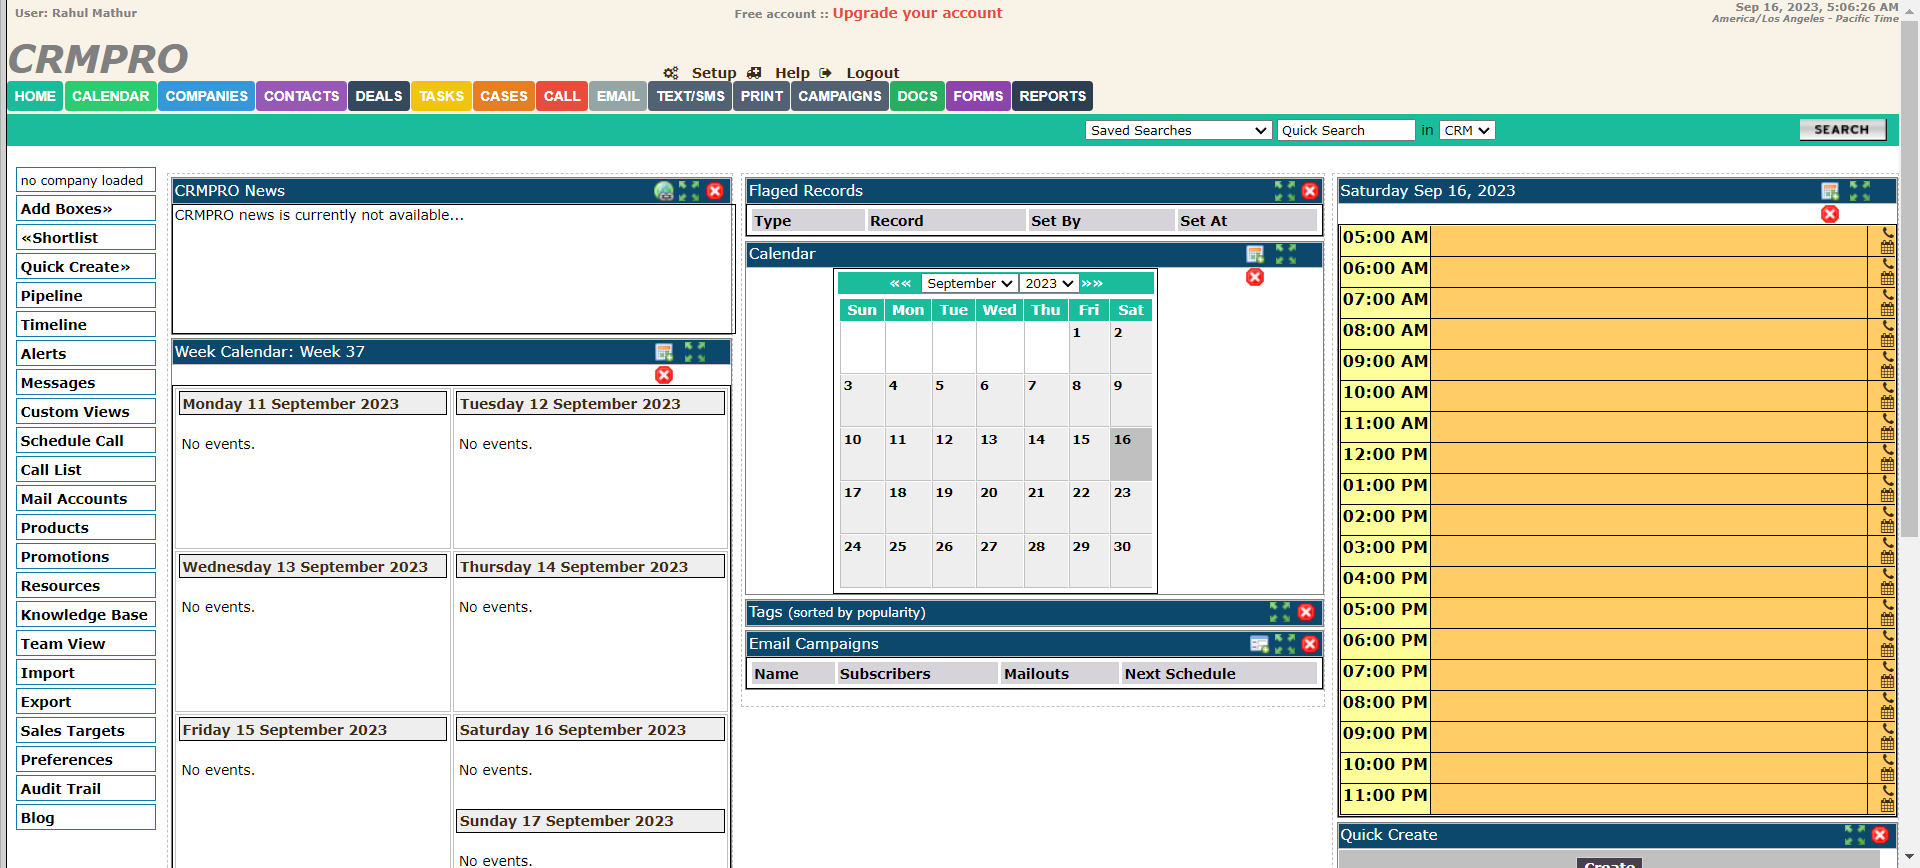 User: Rahul Mathur
Free account :: Upgrade your account
Sep 16, 2023, 5:06:26 AM
America/Los Angeles - Pacific Time
CRMPRO
Setup Help Logout
HOME CALENDAR COMPANIES CONTACTS DEALS TASKS CASES CALL EMAIL TEXT/SMS PRINT CAMPAIGNS DOCS FORMS REPORTS
Saved Searches Quick Search in CRM SEARCH
no company loaded
Add Boxes»
«Shortlist
Quick Create»
Pipeline
Timeline
Alerts
Messages
Custom Views
Schedule Call
Call List
Mail Accounts
Products
Promotions
Resources
Knowledge Base
Team View
Import
Export
Sales Targets
Preferences
Audit Trail
Blog
CRMPRO News
CRMPRO news is currently not available...
Week Calendar: Week 37
Monday 11 September 2023
No events.
Tuesday 12 September 2023
No events.
Wednesday 13 September 2023
No events.
Thursday 14 September 2023
No events.
Friday 15 September 2023
No events.
Saturday 16 September 2023
No events.
Sunday 17 September 2023
No events.
Flaged Records
Type Record Set By Set At
Calendar
«« September 2023 »»
Sun Mon Tue Wed Thu Fri Sat
1 2
3 4 5 6 7 8 9
10 11 12 13 14 15 16
17 18 19 20 21 22 23
24 25 26 27 28 29 30
Tags (sorted by popularity)
Email Campaigns
Name Subscribers Mailouts Next Schedule
Saturday Sep 16, 2023
05:00 AM
06:00 AM
07:00 AM
08:00 AM
09:00 AM
10:00 AM
11:00 AM
12:00 PM
01:00 PM
02:00 PM
03:00 PM
04:00 PM
05:00 PM
06:00 PM
07:00 PM
08:00 PM
09:00 PM
10:00 PM
11:00 PM
Quick Create
Create